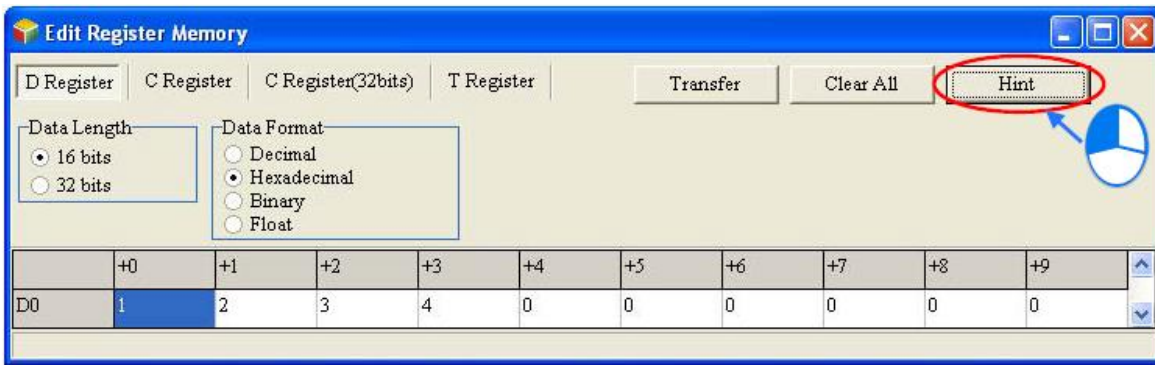 Edit Register Memory
D Register C Register C Register(32bits) T Register Transfer Clear All Hint
Data Length Data Format
16 bits Decimal
32 bits Hexadecimal
Binary
Float
+0 +1 +2 +3 +4 +5 +6 +7 +8 +9
D0 1 2 3 4 0 0 0 0 0 0